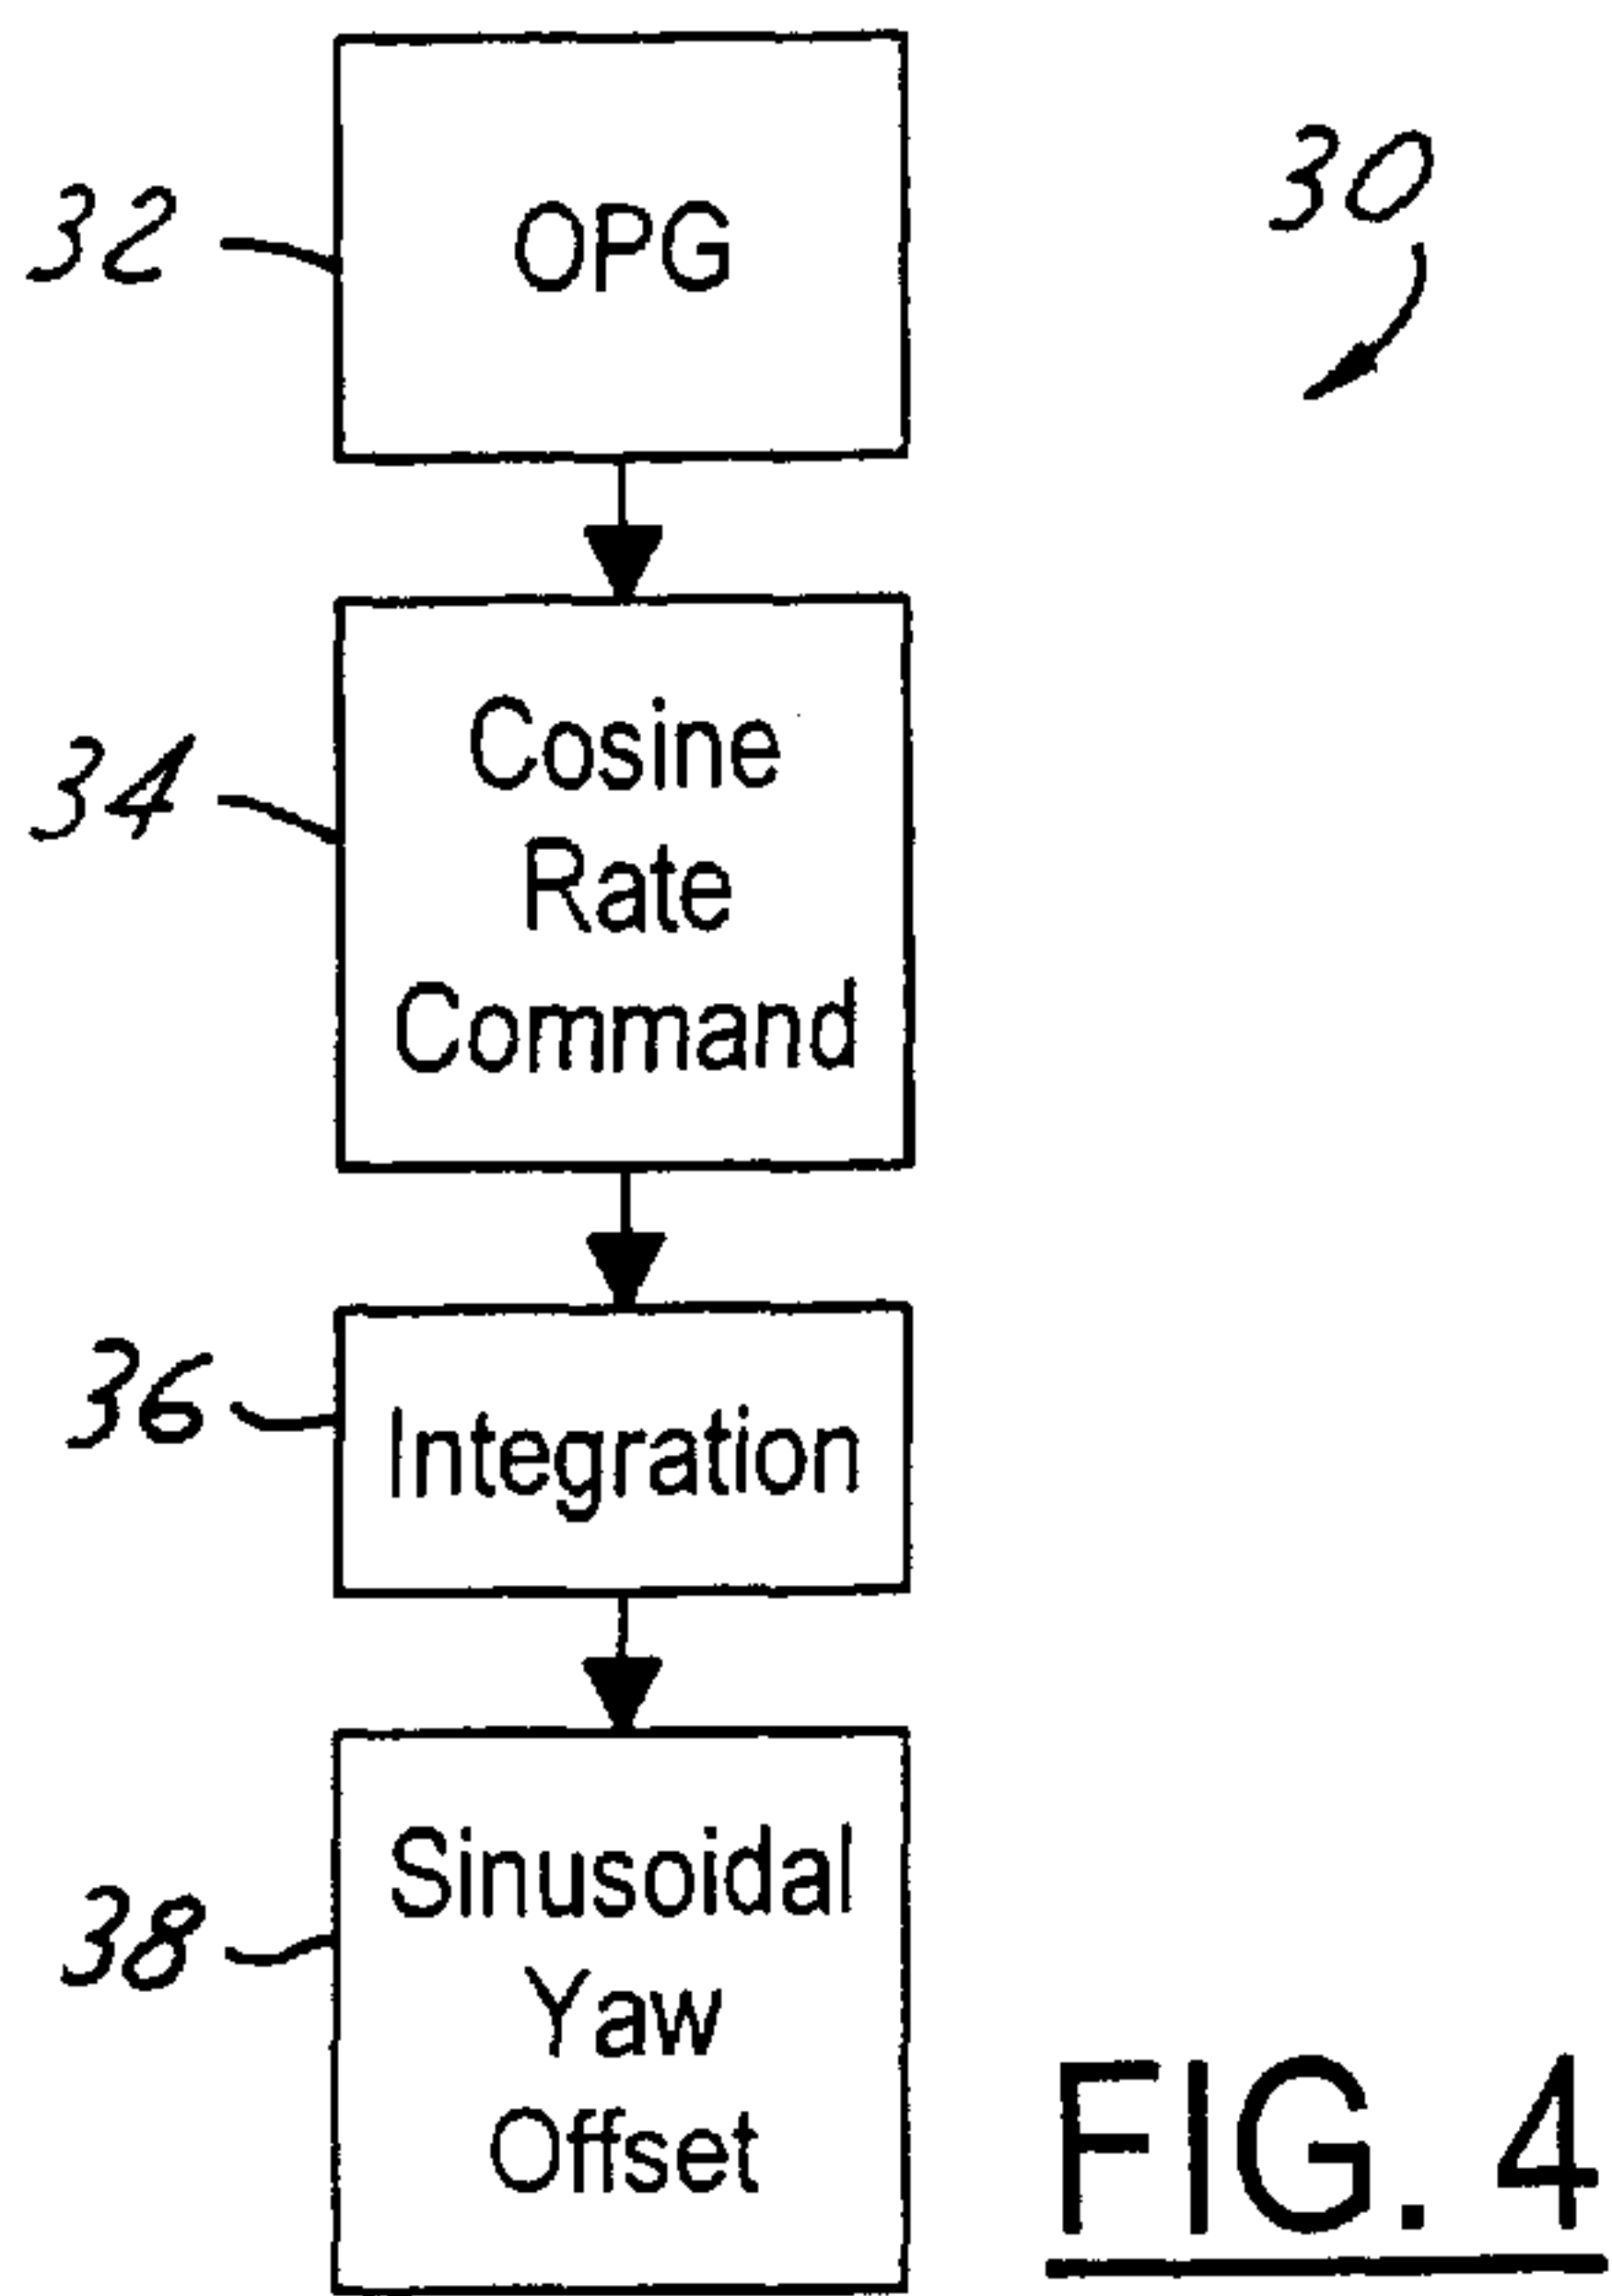 32
OPG
30
34
Cosine
Rate
Command
36
Integration
38
Sinusoidal
Yaw
Offset
FIG. 4